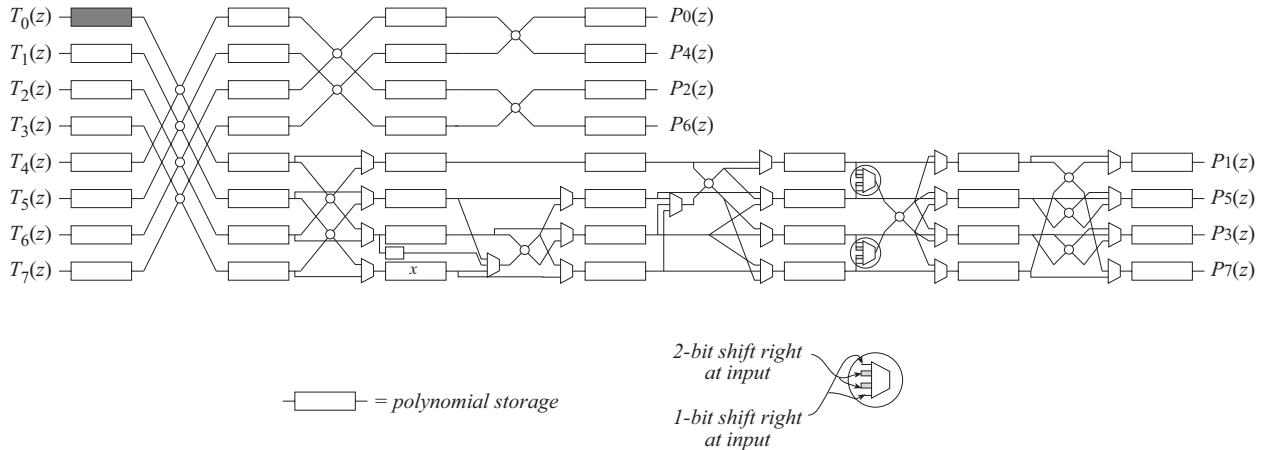 T0(z)
P0(z)
T1(z)
P4(z)
T2(z)
P2(z)
T3(z)
P6(z)
T4(z)
P1(z)
T5(z)
P5(z)
T6(z)
P3(z)
T7(z)
x
P7(z)
2-bit shift right
at input
= polynomial storage
1-bit shift right
at input